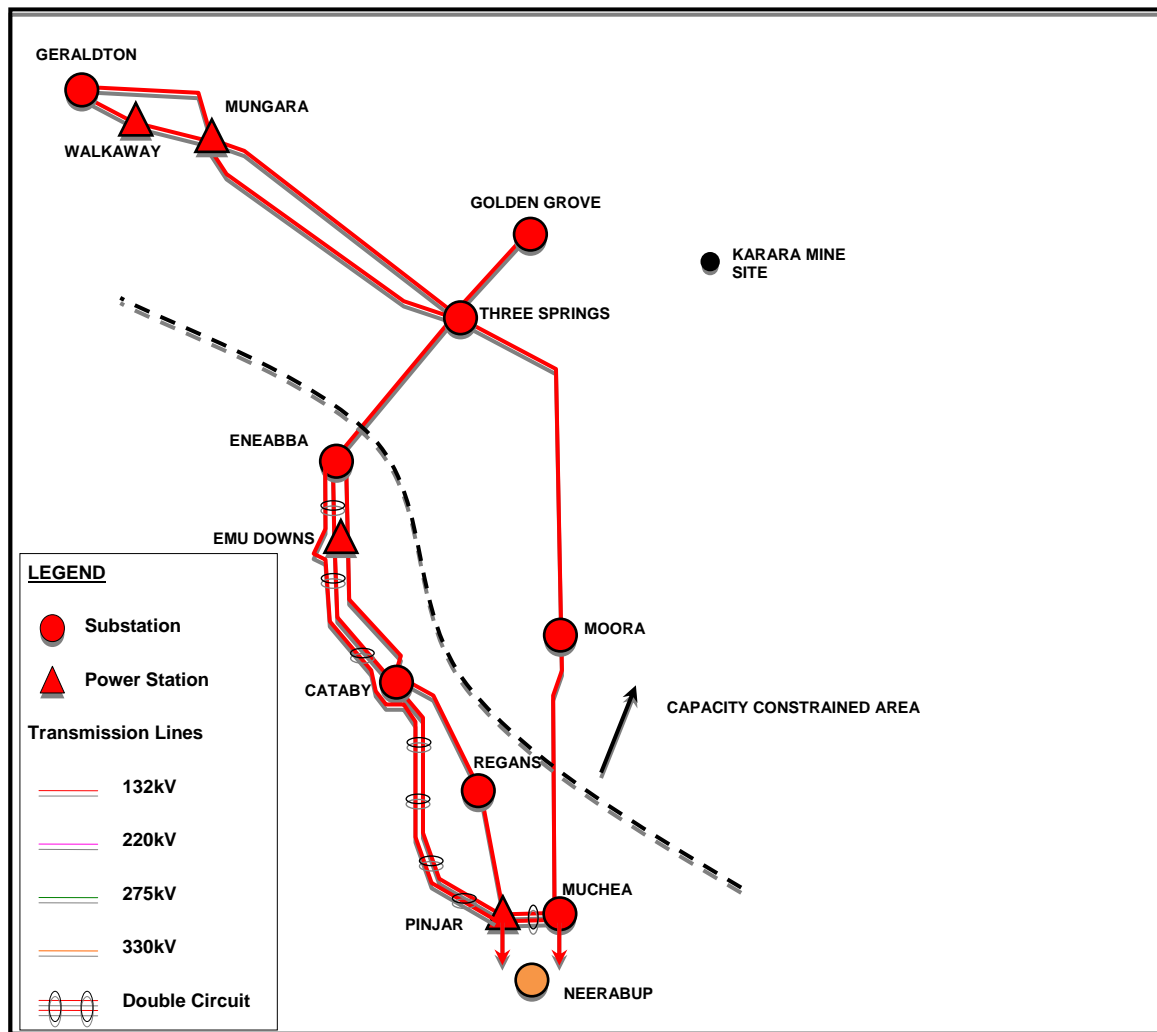 GERALDTON
MUNGARA
WALKAWAY
GOLDEN GROVE
KARARA MINE
SITE
THREE SPRINGS
ENEABBA
EMU DOWNS
LEGEND
Substation
Power Station
Transmission Lines
132kV
220kV
275kV
330kV
Double Circuit
MOORA
CATABY
CAPACITY CONSTRAINED AREA
REGANS
MUCHEA
PINJAR
NEERABUP